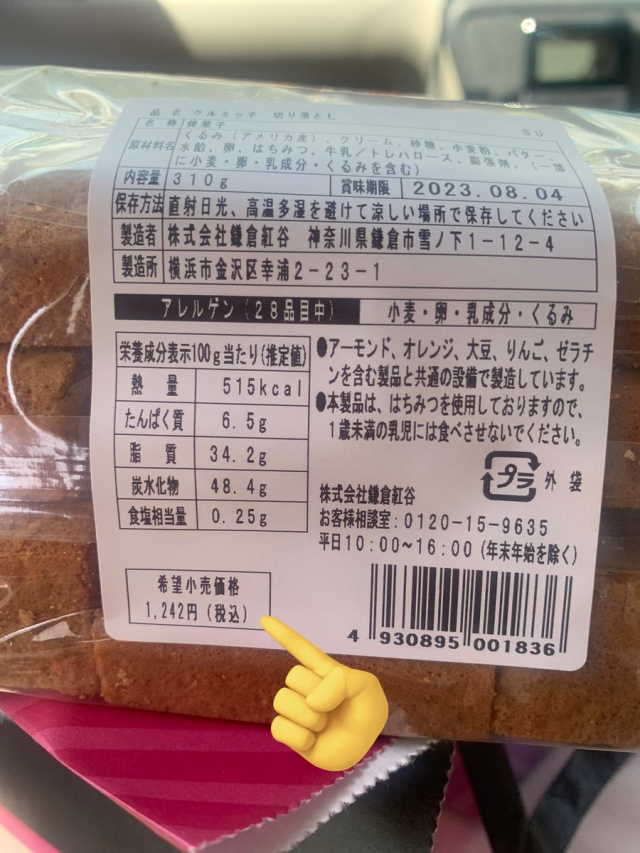 品名 クルミッ子 切り落とし
名称 焼菓子 SU
原材料名 くるみ(アメリカ産)、クリーム、砂糖、小麦粉、バター、
水飴、卵、はちみつ、牛乳/トレハロース、膨張剤、(一部
に小麦・卵・乳成分・くるみを含む)
内容量 310g 賞味期限 2023.08.04
保存方法 直射日光、高温多湿を避けて涼しい場所で保存してください
製造者 株式会社鎌倉紅谷 神奈川県鎌倉市雪ノ下1-12-4
製造所 横浜市金沢区幸浦2-23-1
アレルゲン(28品目中) 小麦・卵・乳成分・くるみ
栄養成分表示100g当たり(推定値)
熱量 515kcal
たんぱく質 6.5g
脂質 34.2g
炭水化物 48.4g
食塩相当量 0.25g
●アーモンド、オレンジ、大豆、りんご、ゼラチ
ンを含む製品と共通の設備で製造しています。
●本製品は、はちみつを使用しておりますので、
1歳未満の乳児には食べさせないでください。
プラ 外袋
株式会社鎌倉紅谷
お客様相談室:0120-15-9635
平日10:00~16:00(年末年始を除く)
希望小売価格
1,242円(税込)
4 930895 001836